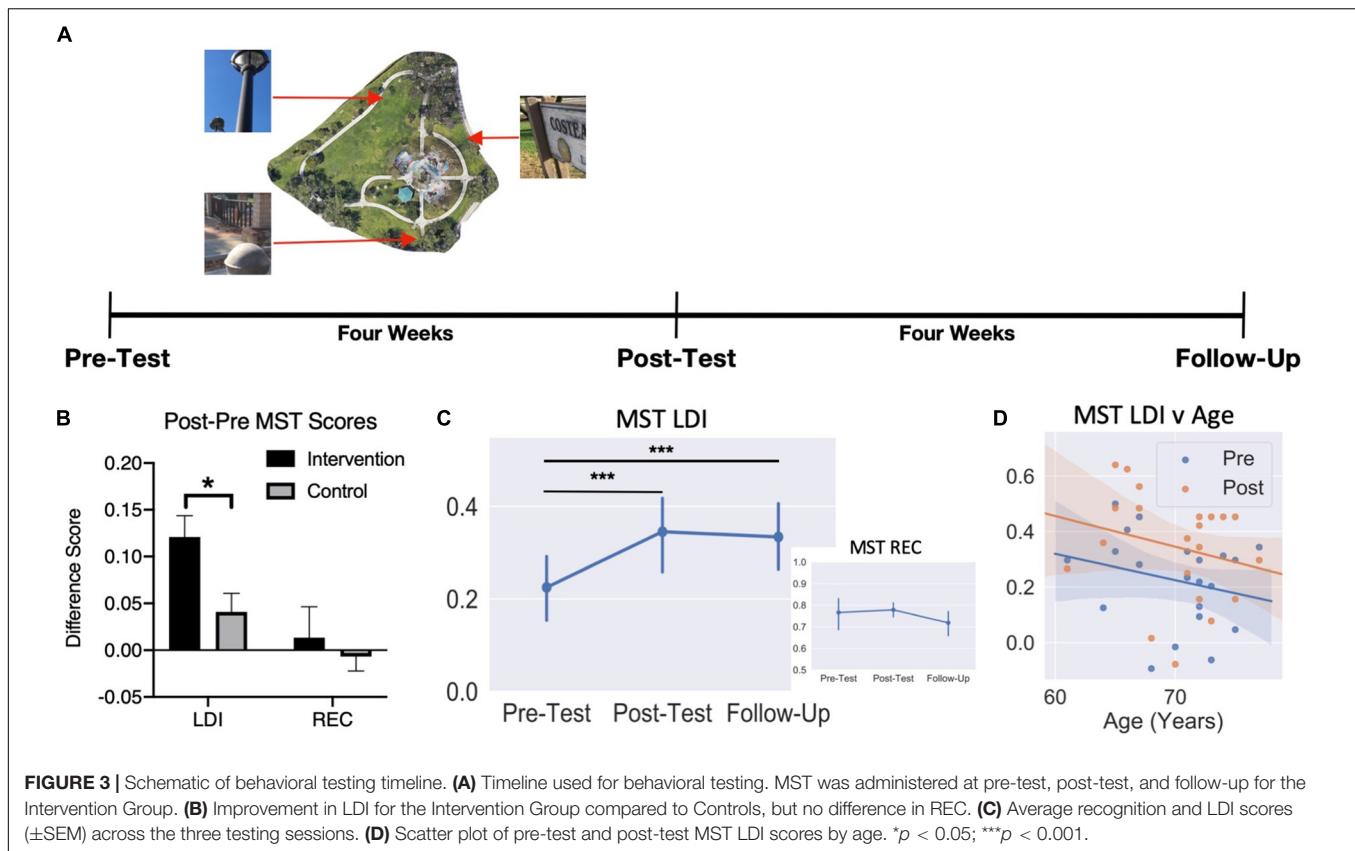 A
COSTEA
L
Four Weeks
Four Weeks
Pre-Test
Post-Test
Follow-Up
B
Post-Pre MST Scores
Intervention
Control
*
Difference Score
0.20
0.15
0.10
0.05
0.00
-0.05
LDI
REC
C
MST LDI
***
***
0.4
0.2
0.0
Pre-Test
Post-Test
Follow-Up
MST REC
1.0
0.9
0.8
0.7
0.6
0.5
Pre-Test
Post-Test
Follow-Up
D
MST LDI v Age
Pre
Post
0.6
0.4
0.2
0.0
60
70
Age (Years)
FIGURE 3 | Schematic of behavioral testing timeline. (A) Timeline used for behavioral testing. MST was administered at pre-test, post-test, and follow-up for the
Intervention Group. (B) Improvement in LDI for the Intervention Group compared to Controls, but no difference in REC. (C) Average recognition and LDI scores
(±SEM) across the three testing sessions. (D) Scatter plot of pre-test and post-test MST LDI scores by age. *p < 0.05; ***p < 0.001.